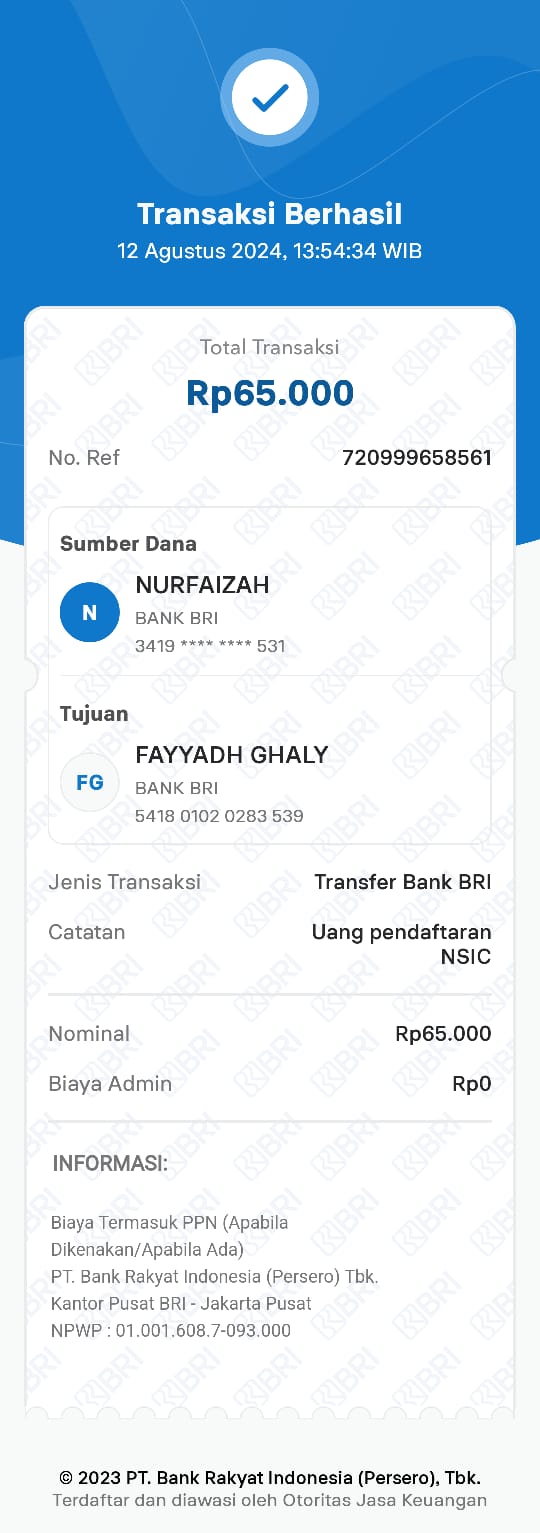 Transaksi Berhasil
12 Agustus 2024, 13:54:34 WIB
Total Transaksi
Rp65.000
No. Ref 720999658561
Sumber Dana
N
NURFAIZAH
BANK BRI
3419 **** **** 531
Tujuan
FG
FAYYADH GHALY
BANK BRI
5418 0102 0283 539
Jenis Transaksi Transfer Bank BRI
Catatan Uang pendaftaran
NSIC
Nominal Rp65.000
Biaya Admin Rp0
INFORMASI:
Biaya Termasuk PPN (Apabila
Dikenakan/Apabila Ada)
PT. Bank Rakyat Indonesia (Persero) Tbk.
Kantor Pusat BRI - Jakarta Pusat
NPWP : 01.001.608.7-093.000
© 2023 PT. Bank Rakyat Indonesia (Persero), Tbk.
Terdaftar dan diawasi oleh Otoritas Jasa Keuangan